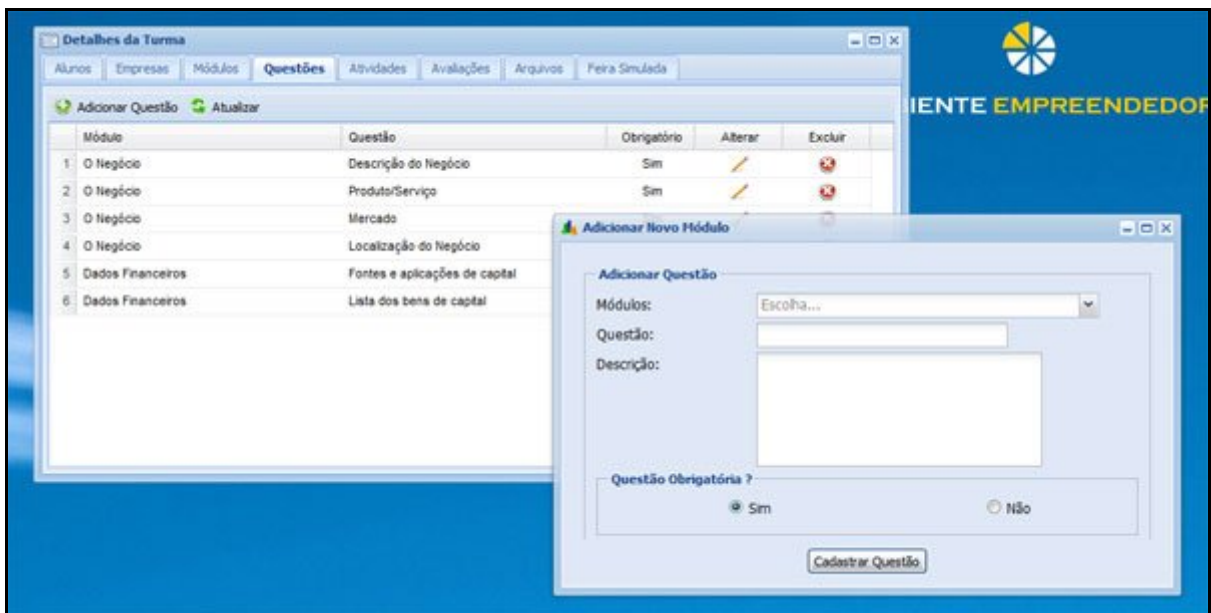 Detalhes da Turma
Alunos Empresas Módulos Questões Atividades Avaliações Arquivos Feira Simulada
Adicionar Questão Atualizar
Módulo Questão Obrigatório Alterar Excluir
1 O Negócio Descrição do Negócio Sim
2 O Negócio Produto/Serviço Sim
3 O Negócio Mercado
4 O Negócio Localização do Negócio
5 Dados Financeiros Fontes e aplicações de capital
6 Dados Financeiros Lista dos bens de capital
IENTE EMPREENDEDOR
Adicionar Novo Módulo
Adicionar Questão
Módulos: Escolha...
Questão:
Descrição:
Questão Obrigatória ?
Sim Não
Cadastrar Questão